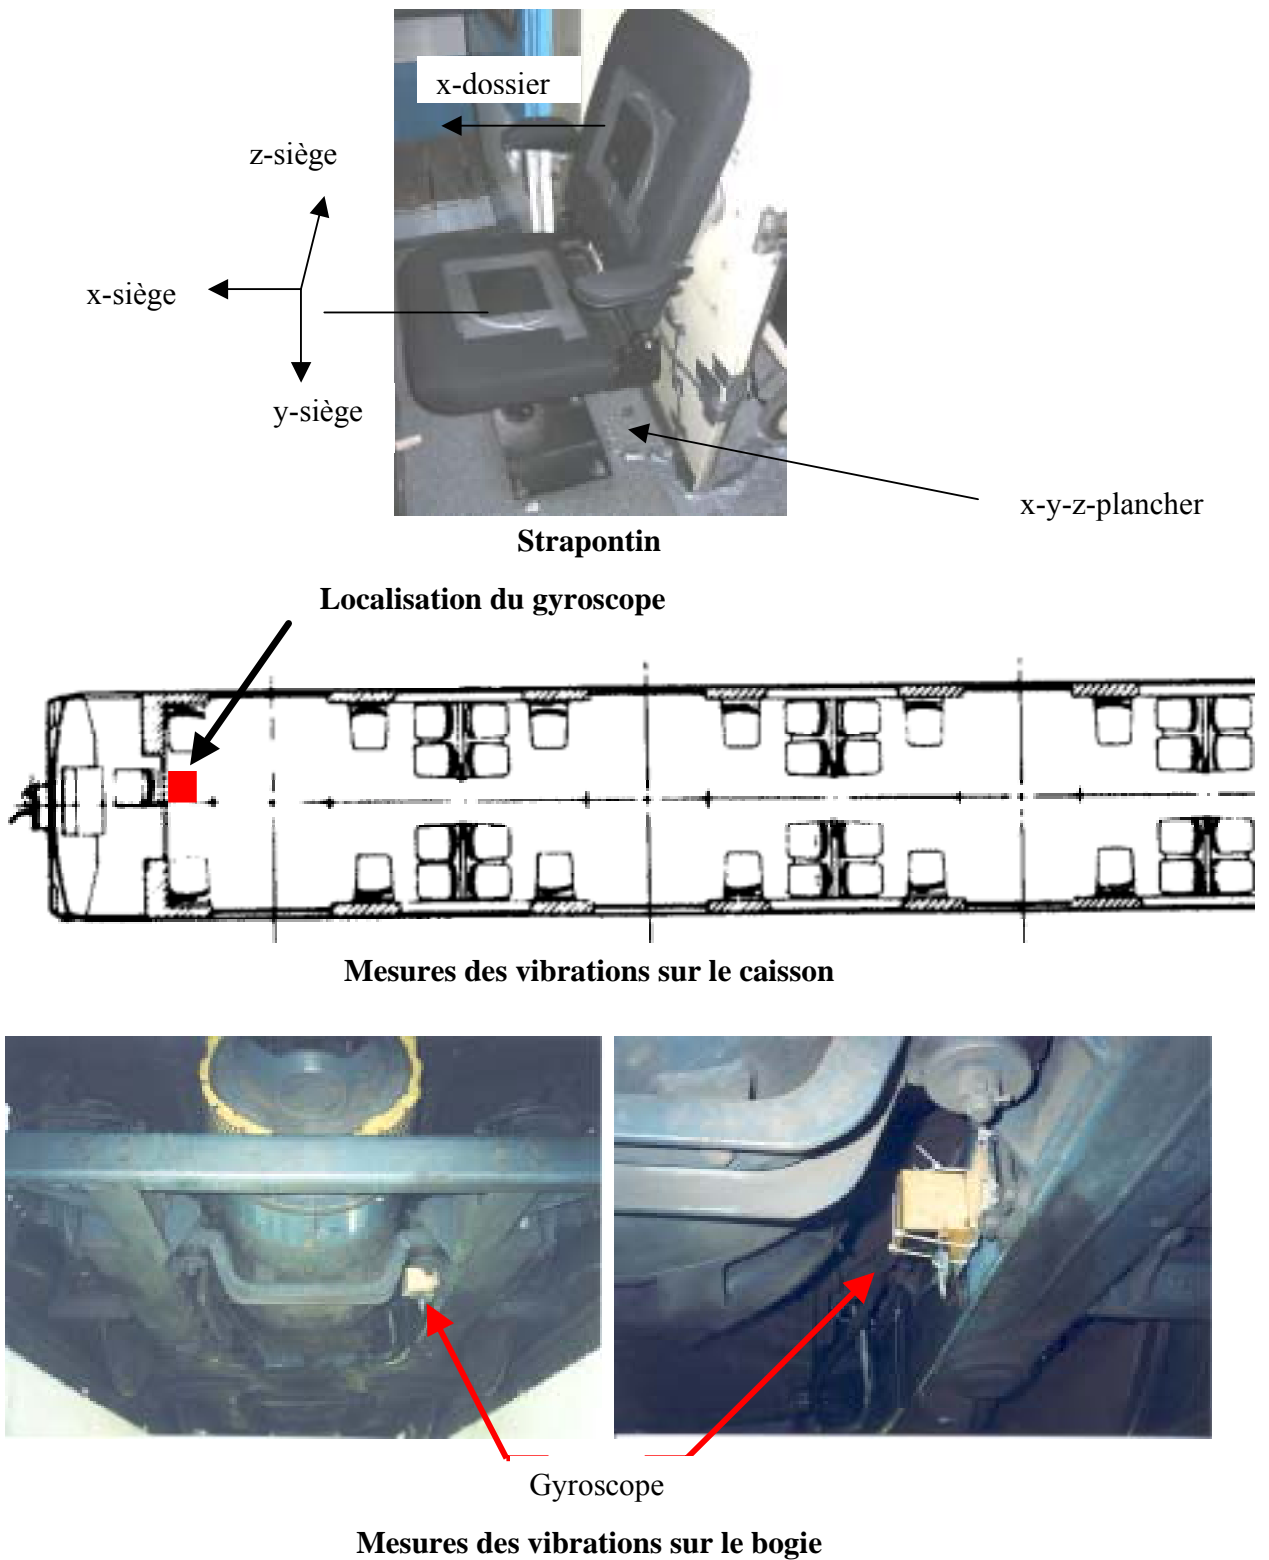 x-dossier
z-siège
x-siège
y-siège
x-y-z-plancher
Strapontin
Localisation du gyroscope
Mesures des vibrations sur le caisson
Gyroscope
Mesures des vibrations sur le bogie